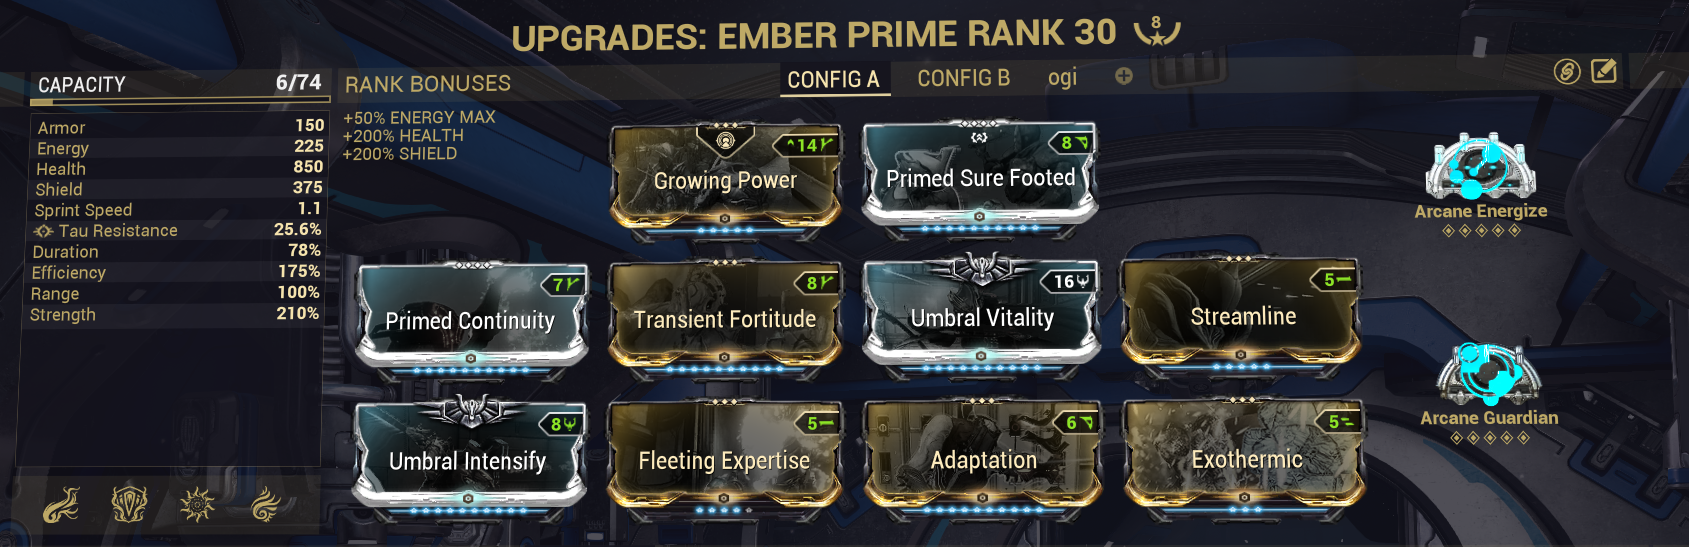 UPGRADES: EMBER PRIME RANK 30 8
CAPACITY 6/74
RANK BONUSES
CONFIG A CONFIG B ogi
+50% ENERGY MAX
+200% HEALTH
+200% SHIELD
Armor 150
Energy 225
Health 850
Shield 375
Sprint Speed 1.1
Tau Resistance 25.6%
Duration 78%
Efficiency 175%
Range 100%
Strength 210%
14
Growing Power
8
Primed Sure Footed
7
Primed Continuity
8
Transient Fortitude
16
Umbral Vitality
5
Streamline
8
Umbral Intensify
5
Fleeting Expertise
6
Adaptation
5
Exothermic
Arcane Energize
Arcane Guardian